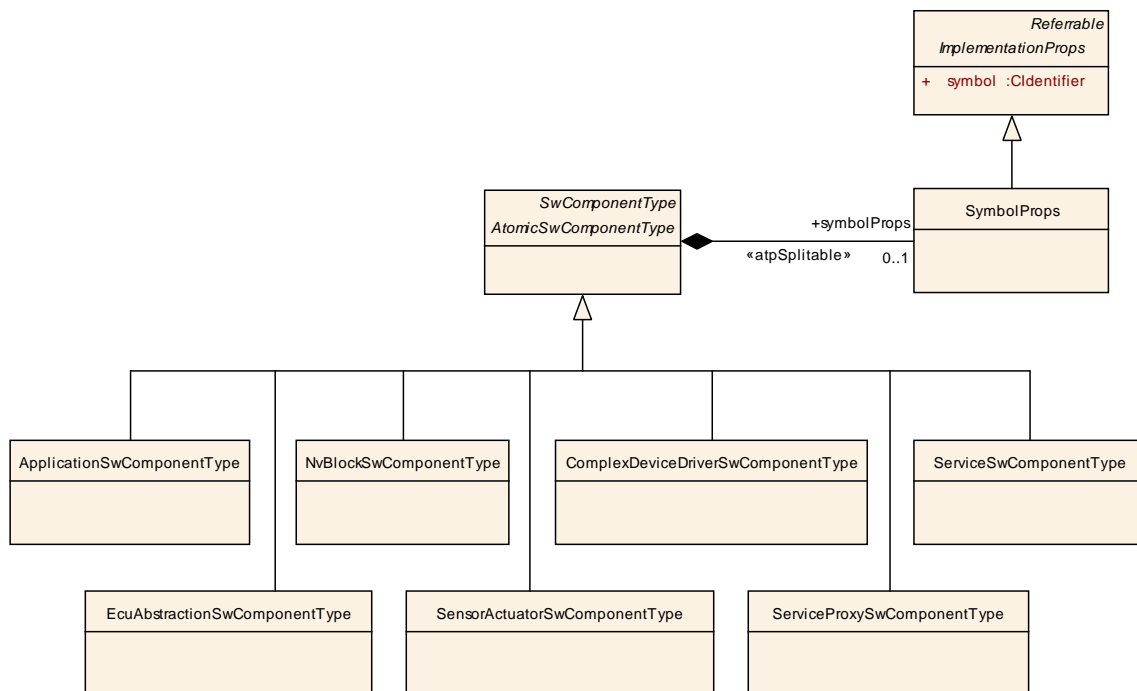 Referrable
ImplementationProps
+ symbol :CIdentifier
SwComponentType
AtomicSwComponentType
SymbolProps
+symbolProps
«atpSplitable» 0..1
ApplicationSwComponentType
NvBlockSwComponentType
ComplexDeviceDriverSwComponentType
ServiceSwComponentType
EcuAbstractionSwComponentType
SensorActuatorSwComponentType
ServiceProxySwComponentType